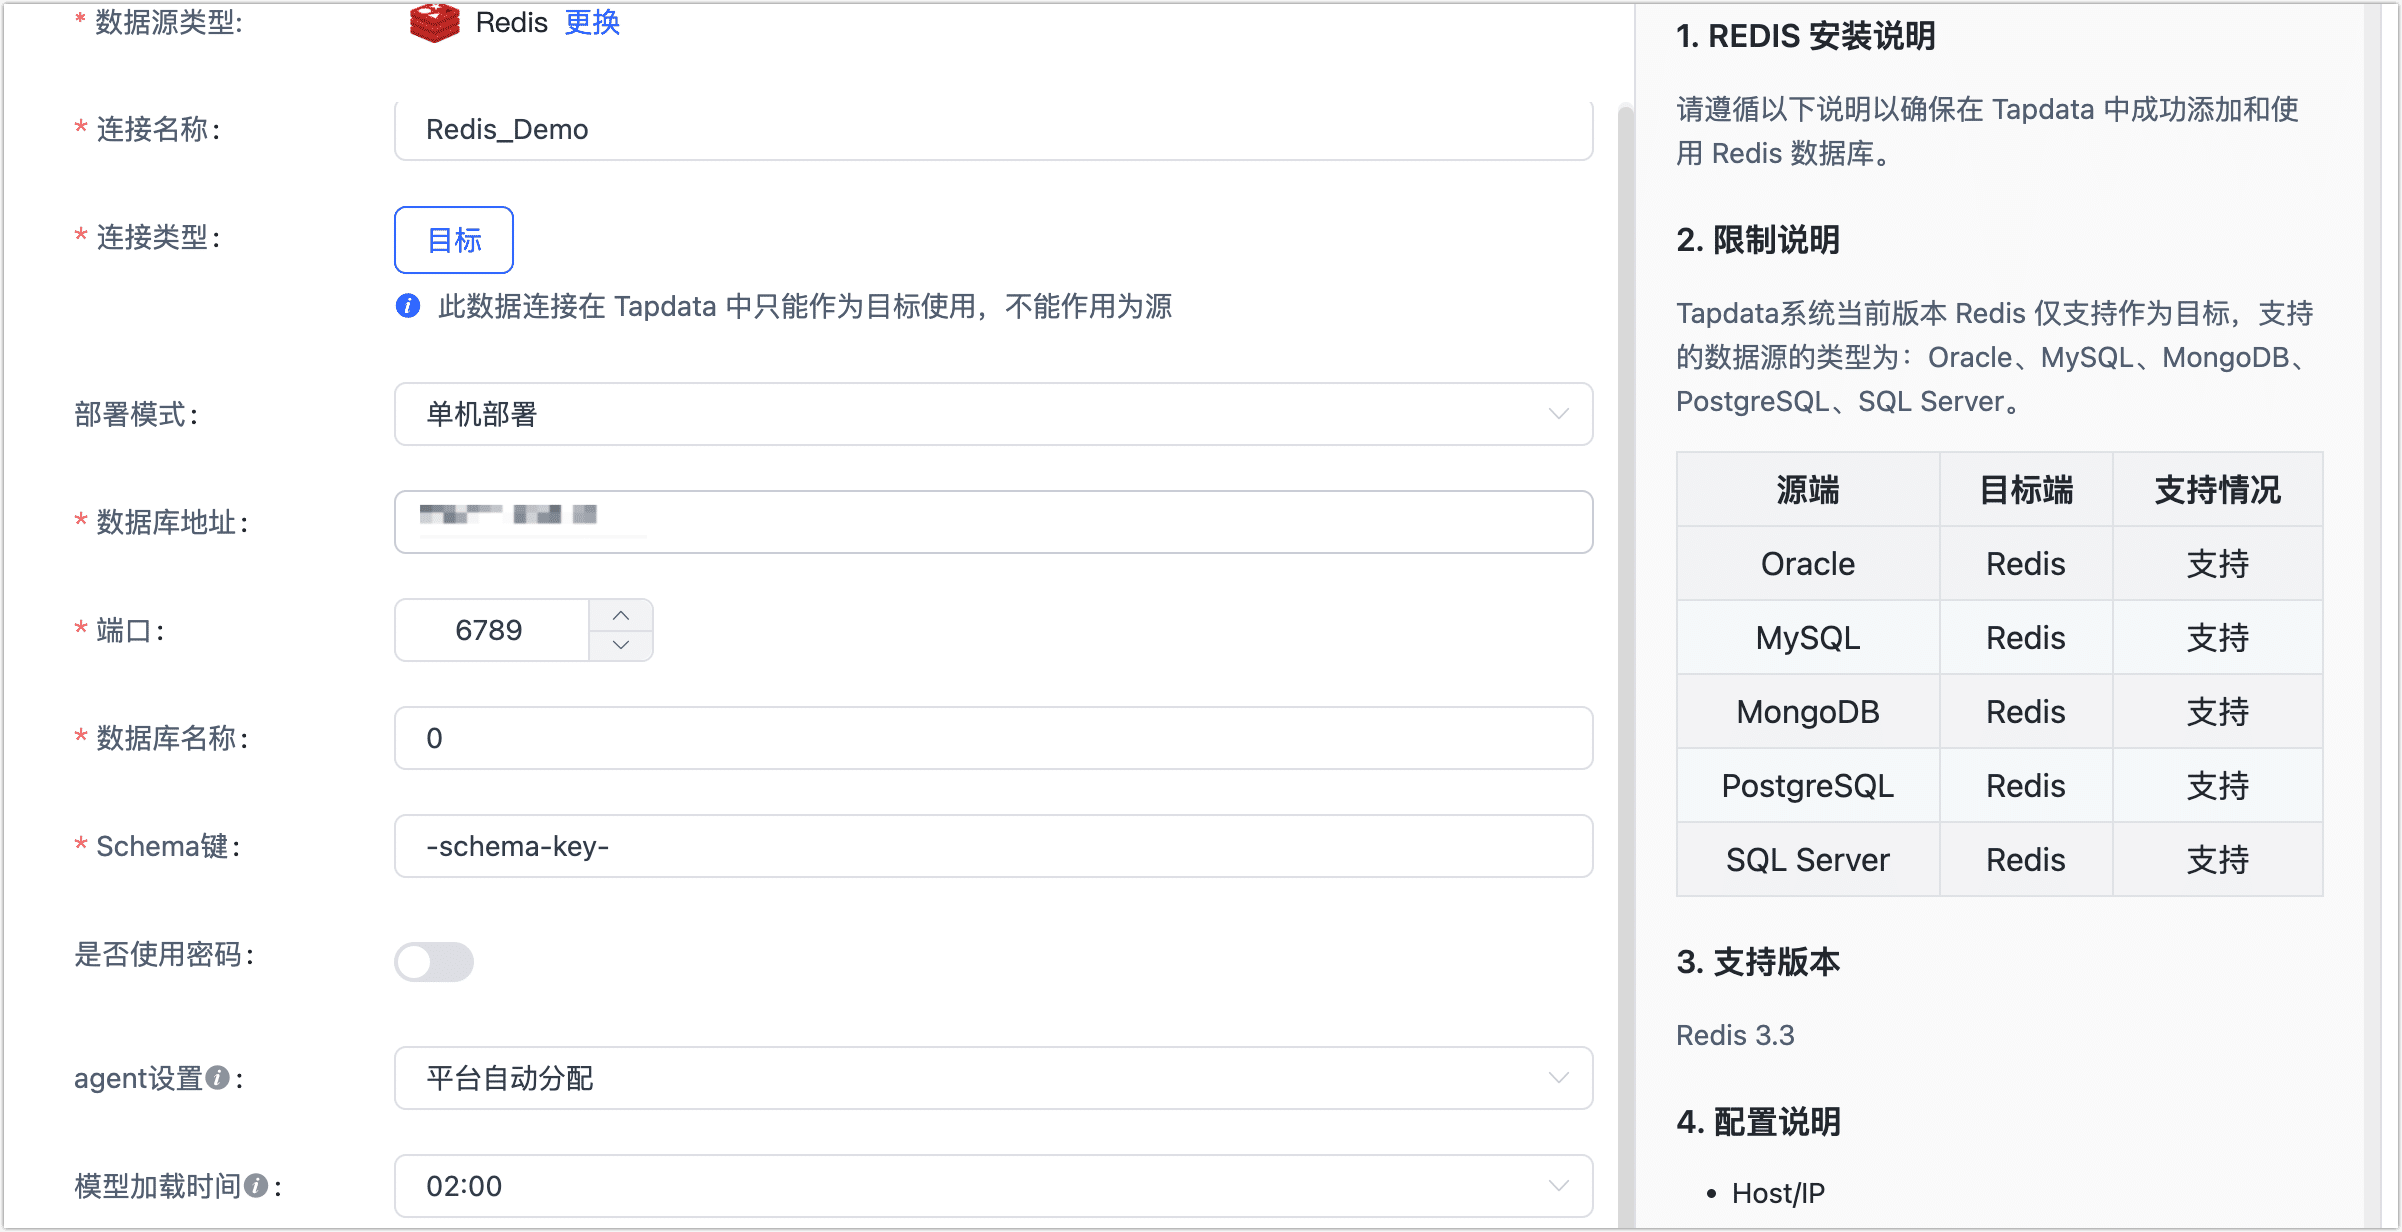 * 数据源类型:
Redis 更换
* 连接名称:
Redis_Demo
* 连接类型:
目标
此数据连接在 Tapdata 中只能作为目标使用，不能作用为源
部署模式:
单机部署
* 数据库地址:
* 端口:
6789
* 数据库名称:
0
* Schema键:
-schema-key-
是否使用密码:
agent设置 i :
平台自动分配
模型加载时间 i :
02:00
1. REDIS 安装说明
请遵循以下说明以确保在 Tapdata 中成功添加和使
用 Redis 数据库。
2. 限制说明
Tapdata系统当前版本 Redis 仅支持作为目标，支持
的数据源的类型为：Oracle、MySQL、MongoDB、
PostgreSQL、SQL Server。
源端 目标端 支持情况
Oracle Redis 支持
MySQL Redis 支持
MongoDB Redis 支持
PostgreSQL Redis 支持
SQL Server Redis 支持
3. 支持版本
Redis 3.3
4. 配置说明
• Host/IP